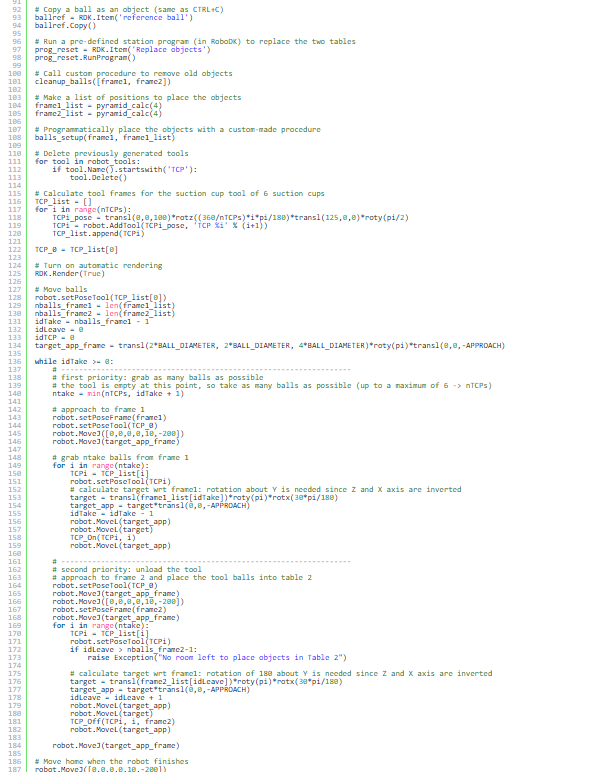 91
92 # Copy a ball as an object (same as CTRL+C)
93 ballref = RDK.Item('reference ball')
94 ballref.Copy()
95
96 # Run a pre-defined station program (in RoboDK) to replace the two tables
97 prog_reset = RDK.Item('Replace objects')
98 prog_reset.RunProgram()
99
100 # Call custom procedure to remove old objects
101 cleanup_balls([frame1, frame2])
102
103 # Make a list of positions to place the objects
104 frame1_list = pyramid_calc(4)
105 frame2_list = pyramid_calc(4)
106
107 # Programmatically place the objects with a custom-made procedure
108 balls_setup(frame1, frame1_list)
109
110 # Delete previously generated tools
111 for tool in robot_tools:
112 if tool.Name().startswith('TCP'):
113 tool.Delete()
114
115 # Calculate tool frames for the suction cup tool of 6 suction cups
116 TCP_list = []
117 for i in range(nTCPs):
118 TCPi_pose = transl(0,0,100)*rotz((360/nTCPs)*i*pi/180)*transl(125,0,0)*roty(pi/2)
119 TCPi = robot.AddTool(TCPi_pose, 'TCP %i' % (i+1))
120 TCP_list.append(TCPi)
121
122 TCP_0 = TCP_list[0]
123
124 # Turn on automatic rendering
125 RDK.Render(True)
126
127 # Move balls
128 robot.setPoseTool(TCP_list[0])
129 nballs_frame1 = len(frame1_list)
130 nballs_frame2 = len(frame2_list)
131 idTake = nballs_frame1 - 1
132 idLeave = 0
133 idTCP = 0
134 target_app_frame = transl(2*BALL_DIAMETER, 2*BALL_DIAMETER, 4*BALL_DIAMETER)*roty(pi)*transl(0,0,-APPROACH)
135
136 while idTake >= 0:
137 # ------------------------------------------------------------------
138 # first priority: grab as many balls as possible
139 # the tool is empty at this point, so take as many balls as possible (up to a maximum of 6 -> nTCPs)
140 ntake = min(nTCPs, idTake + 1)
141
142 # approach to frame 1
143 robot.setPoseFrame(frame1)
144 robot.setPoseTool(TCP_0)
145 robot.MoveJ([0,0,0,0,10,-200])
146 robot.MoveJ(target_app_frame)
147
148 # grab ntake balls from frame 1
149 for i in range(ntake):
150 TCPi = TCP_list[i]
151 robot.setPoseTool(TCPi)
152 # calculate target wrt frame1: rotation about Y is needed since Z and X axis are inverted
153 target = transl(frame1_list[idTake])*roty(pi)*rotx(30*pi/180)
154 target_app = target*transl(0,0,-APPROACH)
155 idTake = idTake - 1
156 robot.MoveL(target_app)
157 robot.MoveL(target)
158 TCP_On(TCPi, i)
159 robot.MoveL(target_app)
160
161 # ------------------------------------------------------------------
162 # second priority: unload the tool
163 # approach to frame 2 and place the tool balls into table 2
164 robot.setPoseTool(TCP_0)
165 robot.MoveJ(target_app_frame)
166 robot.MoveJ([0,0,0,0,10,-200])
167 robot.setPoseFrame(frame2)
168 robot.MoveJ(target_app_frame)
169 for i in range(ntake):
170 TCPi = TCP_list[i]
171 robot.setPoseTool(TCPi)
172 if idLeave > nballs_frame2-1:
173 raise Exception("No room left to place objects in Table 2")
174
175 # calculate target wrt frame1: rotation of 180 about Y is needed since Z and X axis are inverted
176 target = transl(frame2_list[idLeave])*roty(pi)*rotx(30*pi/180)
177 target_app = target*transl(0,0,-APPROACH)
178 idLeave = idLeave + 1
179 robot.MoveL(target_app)
180 robot.MoveL(target)
181 TCP_Off(TCPi, i, frame2)
182 robot.MoveL(target_app)
183
184 robot.MoveJ(target_app_frame)
185
186 # Move home when the robot finishes
187 robot.MoveJ([0,0,0,0,10,-200])